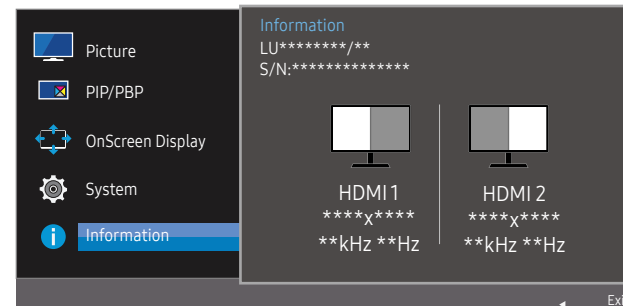 Picture
PIP/PBP
OnScreen Display
System
Information
Information
LU********/**
S/N:**************
HDMI 1
****x****
**kHz **Hz
HDMI 2
****x****
**kHz **Hz